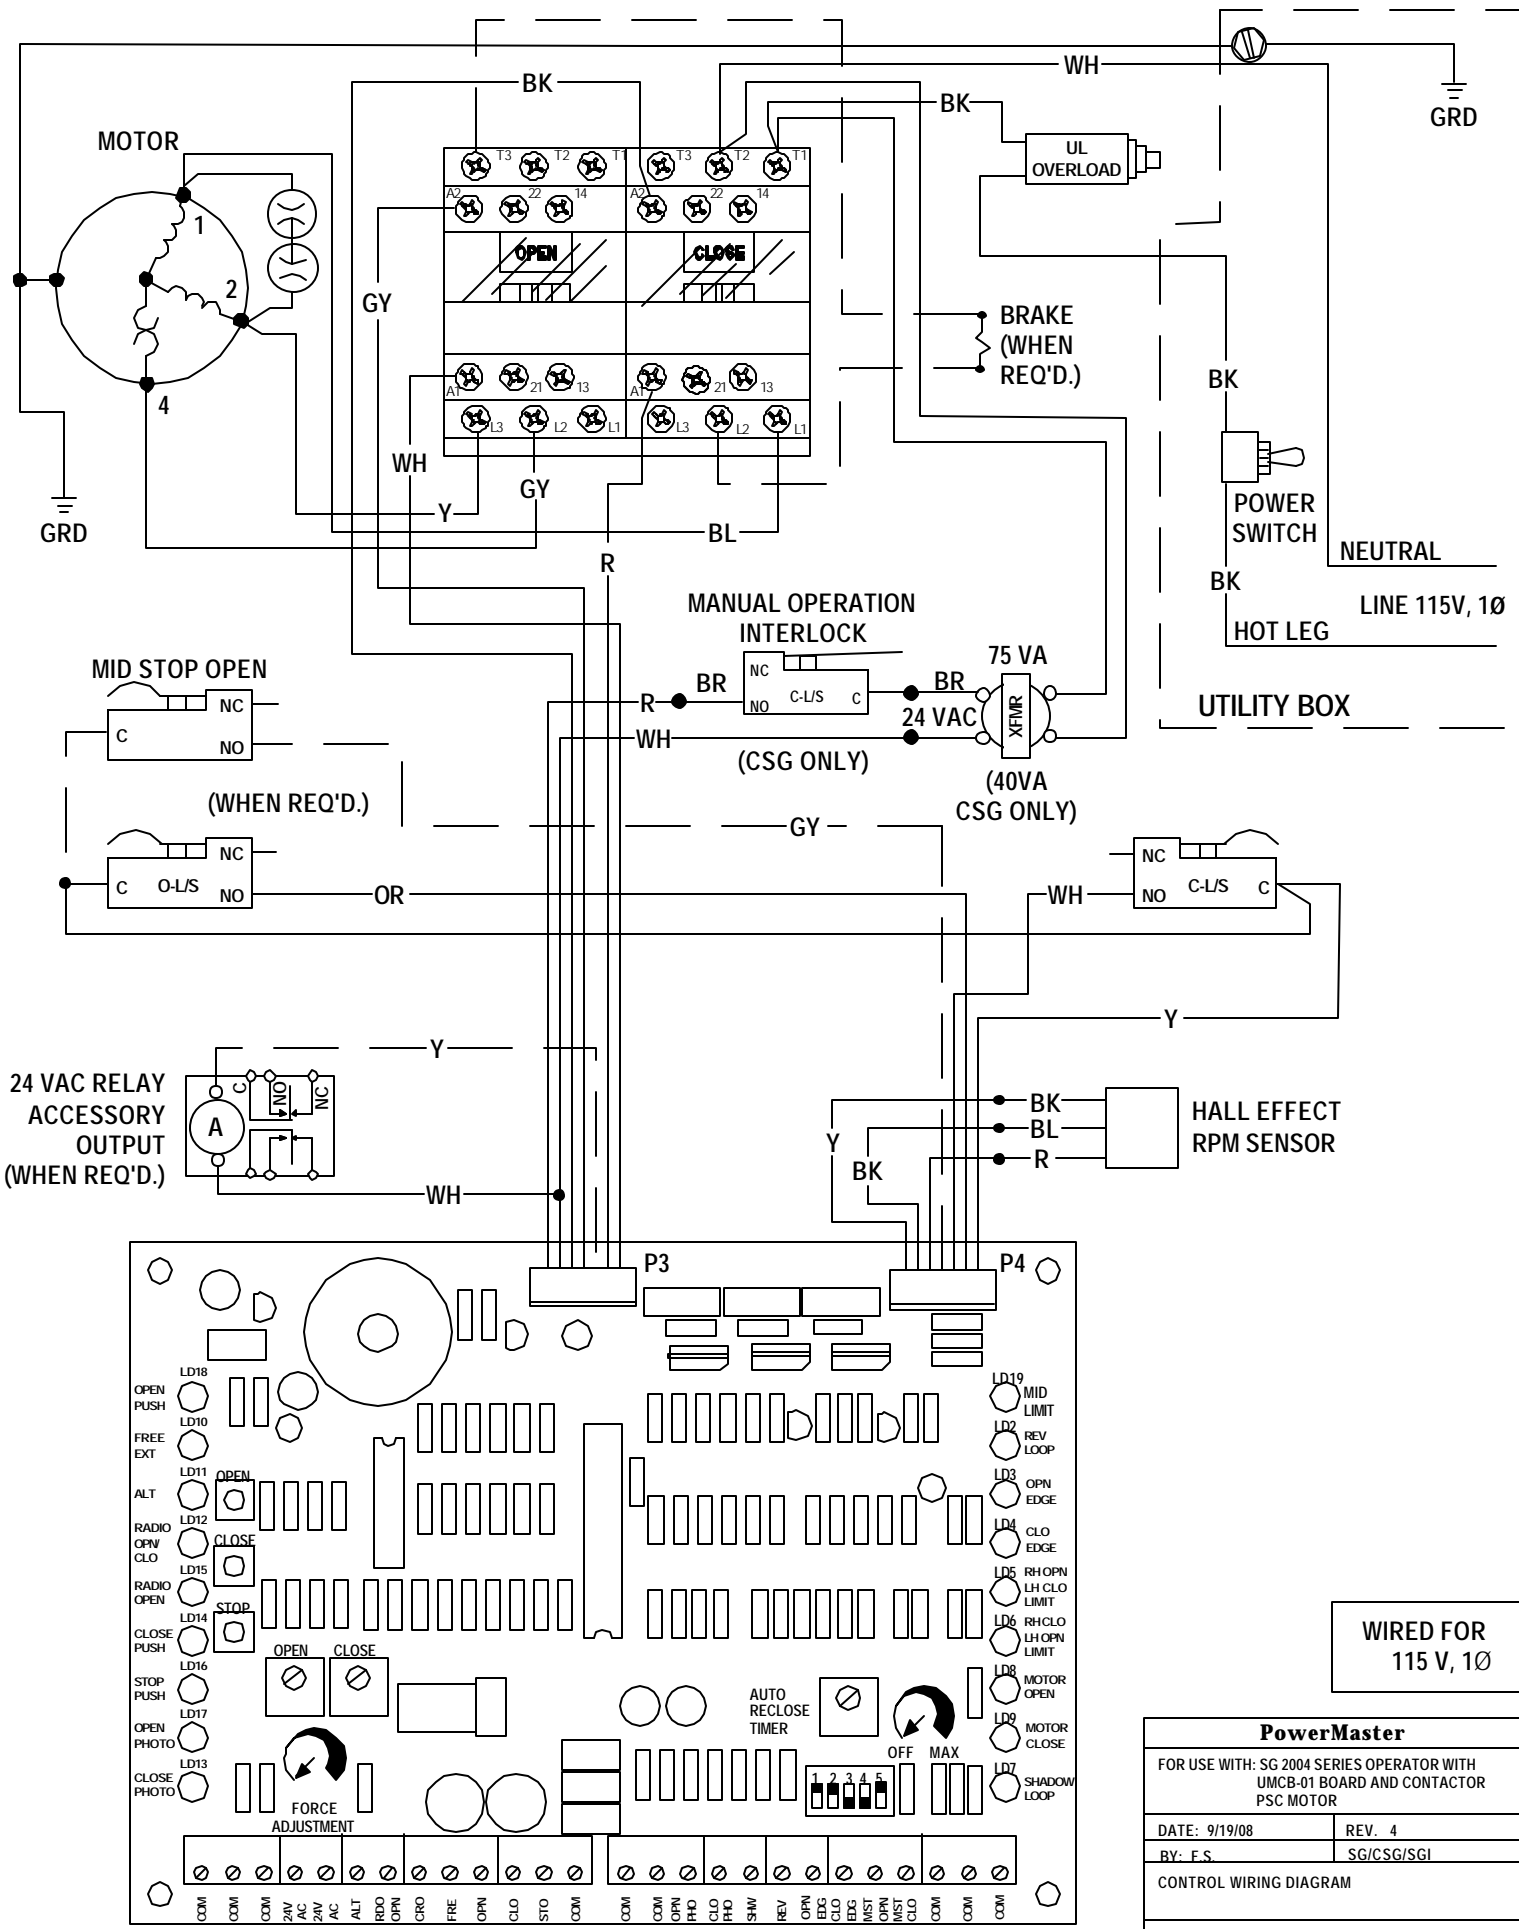 BK
WH
BK
GRD
MOTOR
UL
OVERLOAD
T3 T2 T1 T3 T2 T1
A2 22 14 A2 22 14
1
OPEN CLOSE
2
GY
BRAKE
(WHEN
REQ'D.)
BK
A1 21 13 A1 21 13
4
L3 L2 L1 L3 L2 L1
WH
GY
Y
GRD
BL
POWER
SWITCH
NEUTRAL
R
BK
LINE 115V, 1Ø
HOT LEG
MANUAL OPERATION
INTERLOCK
75 VA
MID STOP OPEN
NC
NC
BR
BR
R
NO C-L/S C
24 VAC
XFMR
UTILITY BOX
C
NO
WH
(CSG ONLY)
(40VA
CSG ONLY)
(WHEN REQ'D.)
GY
NC
NC
C O-L/S NO
OR
WH
NO C-L/S C
Y
Y
24 VAC RELAY
ACCESSORY
OUTPUT
(WHEN REQ'D.)
C NO NC
A
BK
BL
R
Y
BK
HALL EFFECT
RPM SENSOR
WH
P3
P4
LD18
OPEN
PUSH
LD10
FREE
EXT
LD11
ALT
OPEN
LD12
RADIO
OPN/
CLO
CLOSE
LD15
RADIO
OPEN
STOP
LD14
CLOSE
PUSH
LD16
STOP
PUSH
LD17
OPEN
PHOTO
LD13
CLOSE
PHOTO
OPEN CLOSE
FORCE
ADJUSTMENT
AUTO
RECLOSE
TIMER
OFF MAX
1 2 3 4 5
LD19
MID
LIMIT
LD2
REV
LOOP
LD3
OPN
EDGE
LD4
CLO
EDGE
LD5 RH OPN
LH CLO
LIMIT
LD6 RH CLO
LH OPN
LIMIT
LD8
MOTOR
OPEN
LD9
MOTOR
CLOSE
LD7
SHADOW
LOOP
COM COM COM 24V AC 24V AC ALT RDO OPN CRO FRE OPN CLO STO COM
COM COM OPN PHO CLO PHO SHW REV OPN EDG CLO EDG MST OPN MST CLO COM COM COM
WIRED FOR
115 V, 1Ø
PowerMaster
FOR USE WITH: SG 2004 SERIES OPERATOR WITH
UMCB-01 BOARD AND CONTACTOR
PSC MOTOR
DATE: 9/19/08 REV. 4
BY: F.S. SG/CSG/SGI
CONTROL WIRING DIAGRAM